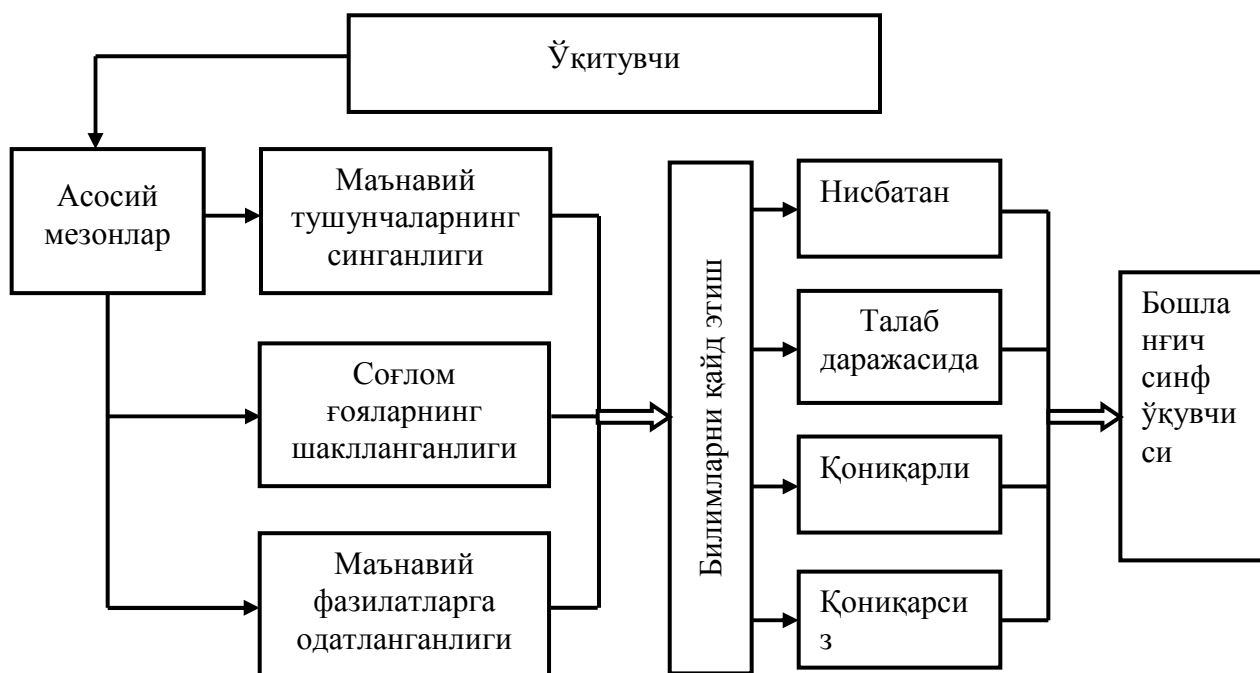 Ўқитувчи
Асосий
мезонлар
Маънавий
тушунчаларнинг
синганлиги
Соғлом
ғояларнинг
шаклланганлиги
Маънавий
фазилатларга
одатланганлиги
Билимларни қайд этиш
Нисбатан
Талаб
даражасида
Қониқарли
Қониқарси
з
Бошла
нғич
синф
ўқувчи
си